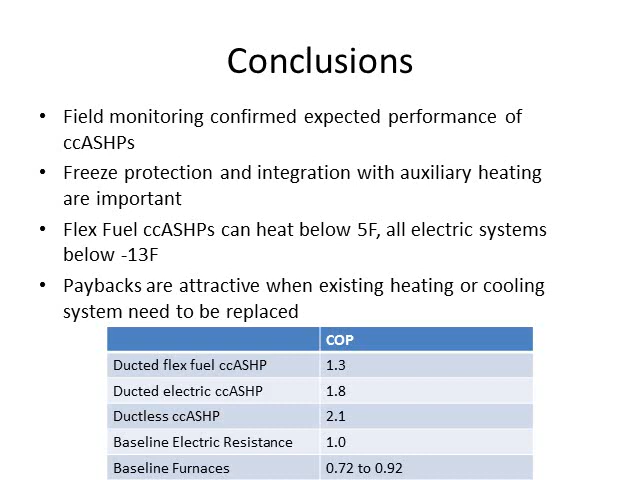 Conclusions
• Field monitoring confirmed expected performance of
ccASHPs
• Freeze protection and integration with auxiliary heating
are important
• Flex Fuel ccASHPs can heat below 5F, all electric systems
below -13F
• Paybacks are attractive when existing heating or cooling
system need to be replaced
COP
Ducted flex fuel ccASHP 1.3
Ducted electric ccASHP 1.8
Ductless ccASHP 2.1
Baseline Electric Resistance 1.0
Baseline Furnaces 0.72 to 0.92